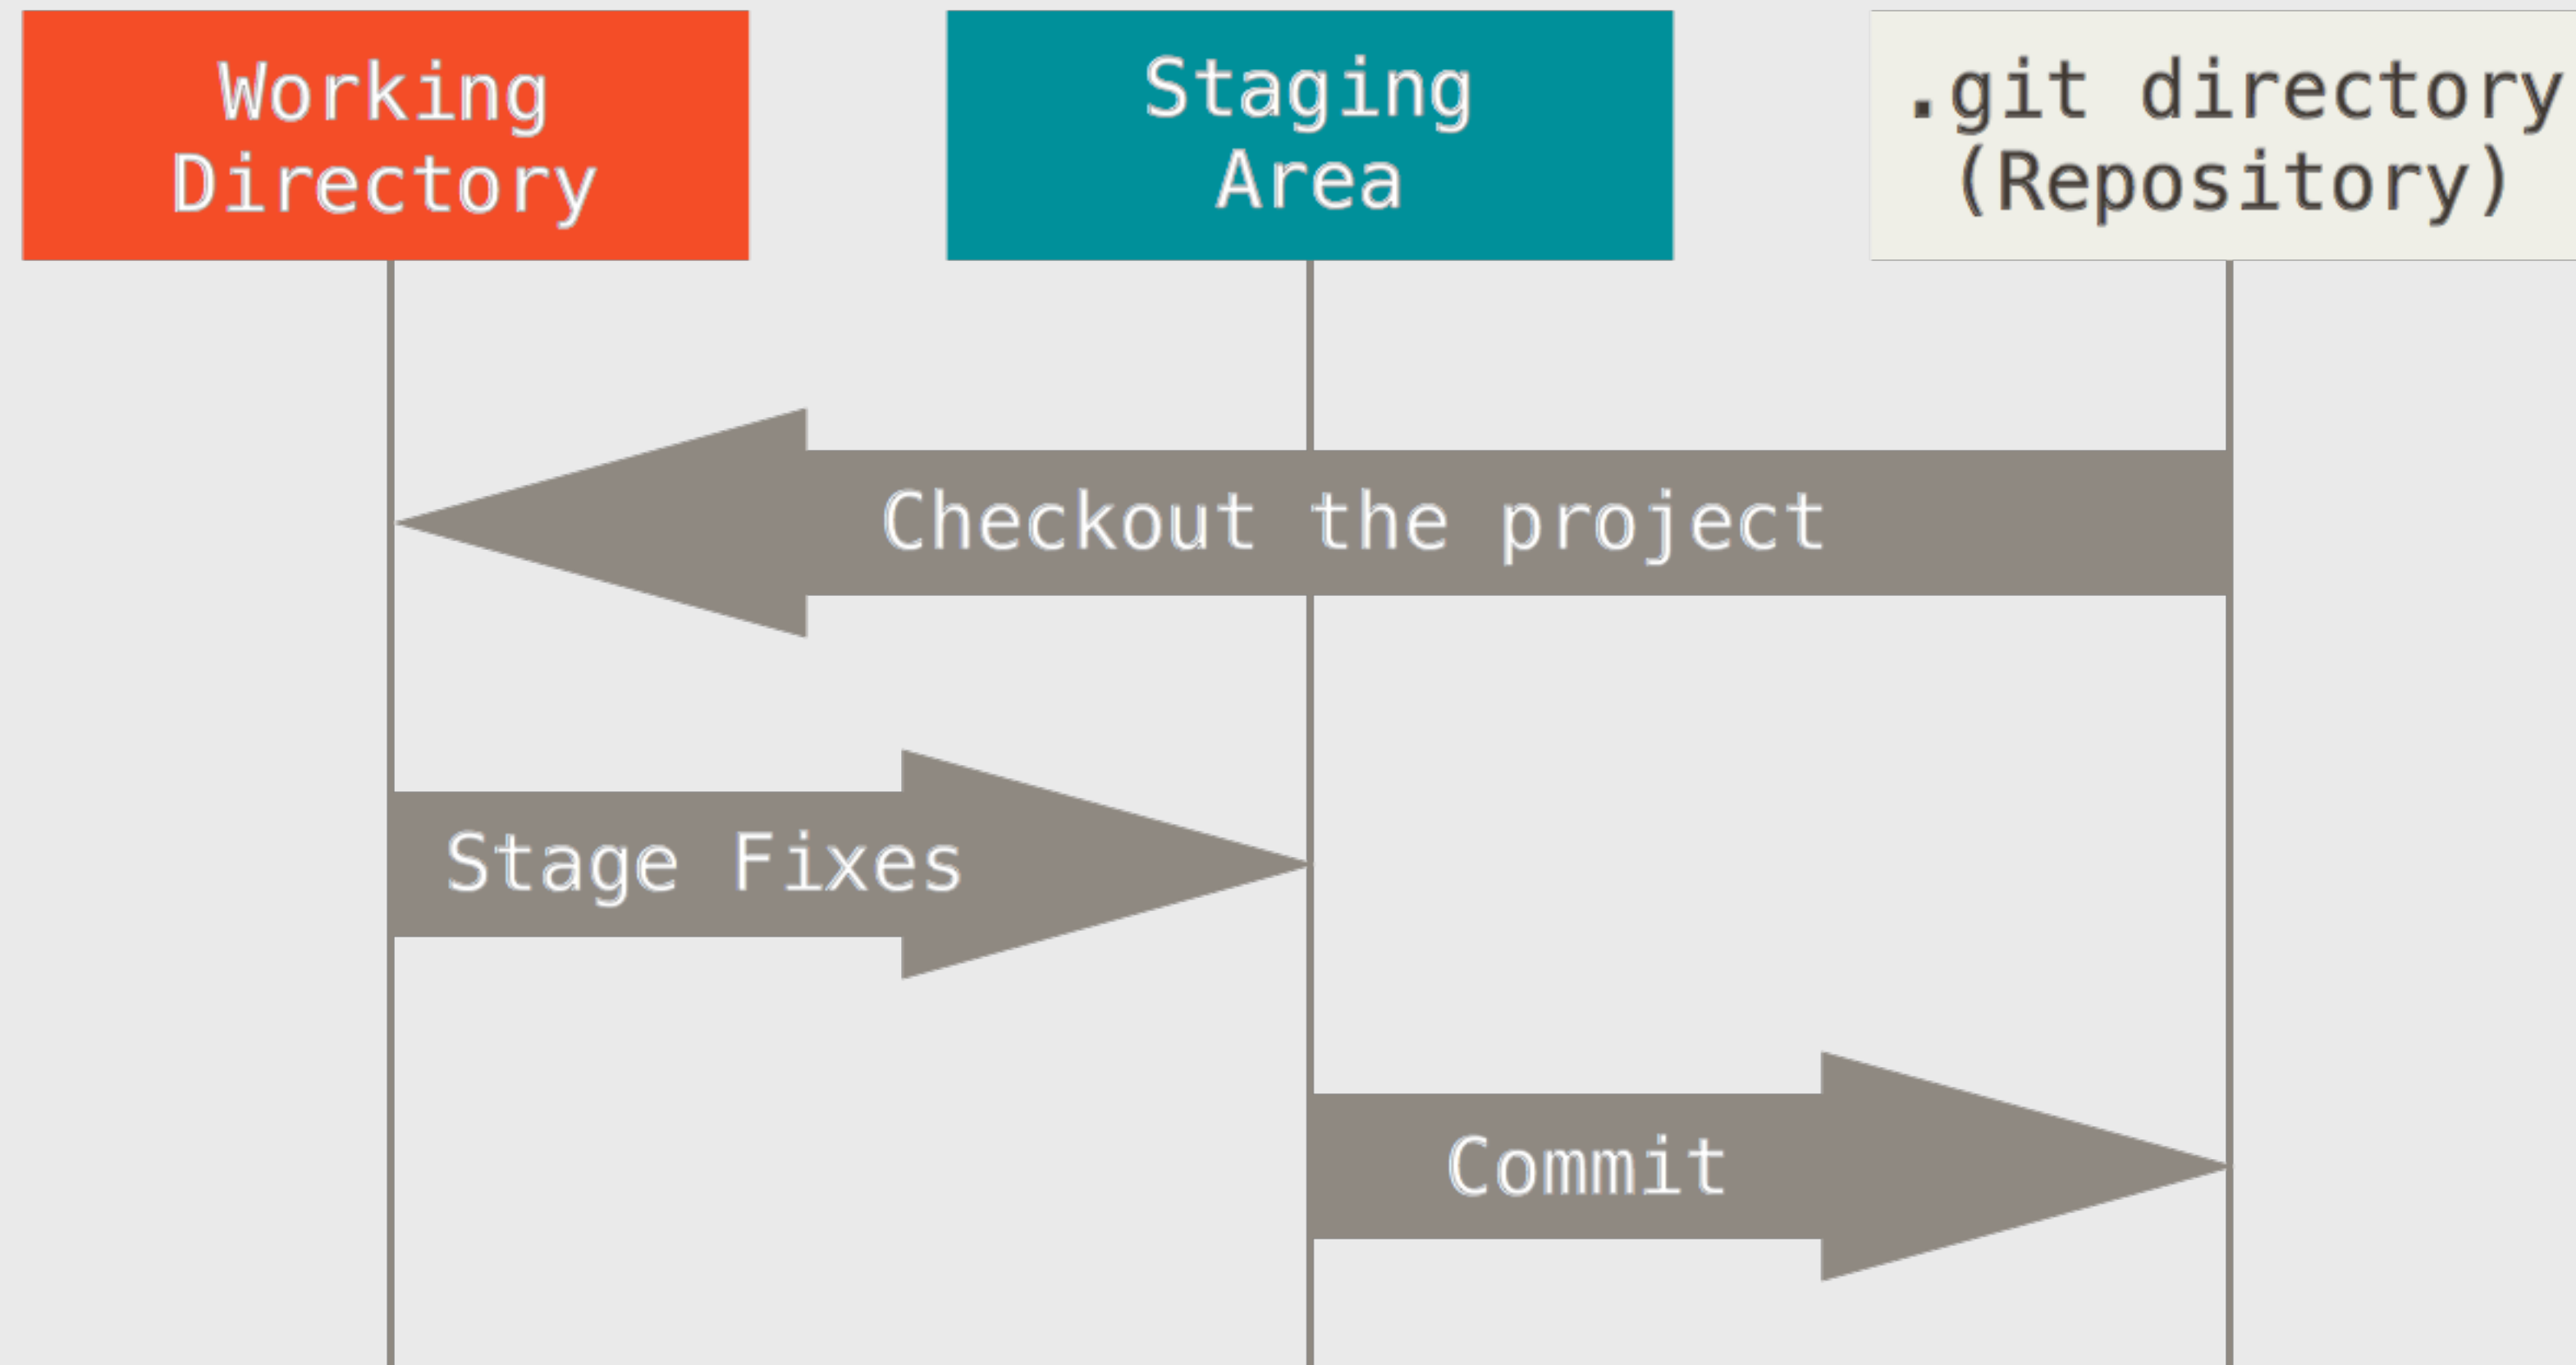 Working
Directory
Staging
Area
.git directory
(Repository)
Checkout the project
Stage Fixes
Commit